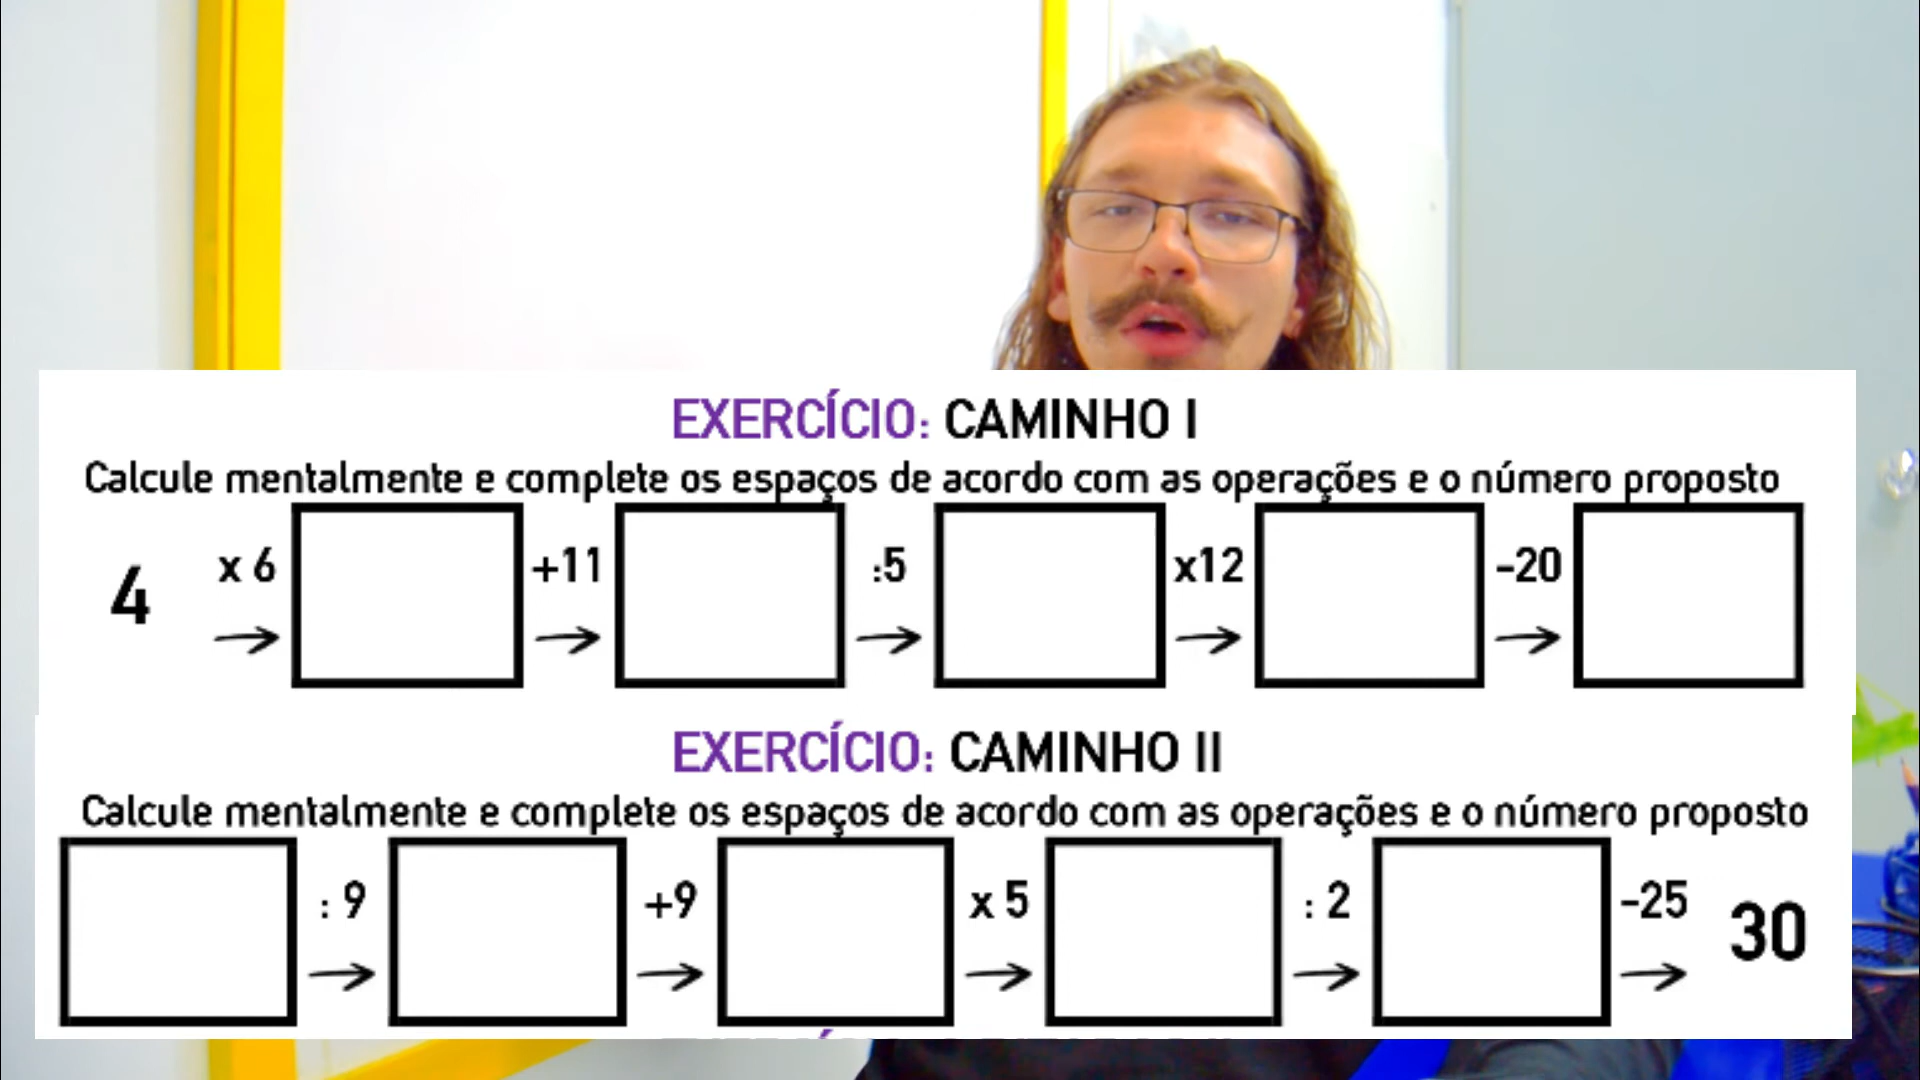 EXERCÍCIO: CAMINHO I
Calcule mentalmente e complete os espaços de acordo com as operações e o número proposto
4 x 6 +11 :5 x12 -20
EXERCÍCIO: CAMINHO II
Calcule mentalmente e complete os espaços de acordo com as operações e o número proposto
: 9 +9 x 5 : 2 -25 30